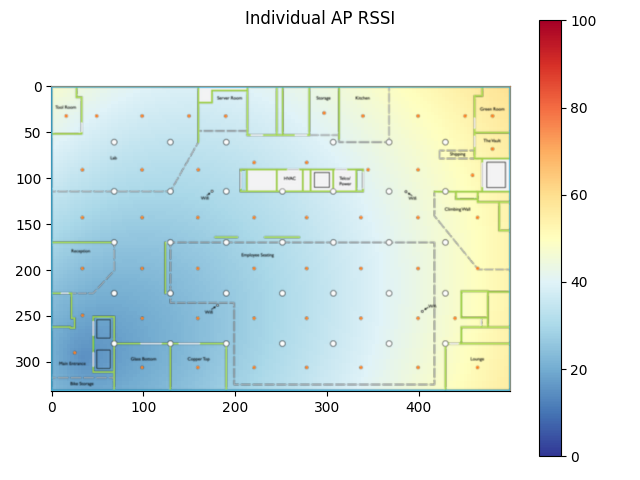 Individual AP RSSI
Tool Room
Server Room
Storage
Kitchen
Green Room
The Vault
Lab
Shipping
HVAC
Telco/
Power
Climbing Wall
Reception
Employee Seating
Main Entrance
Glass Bottom
Copper Top
Lounge
Bike Storage
0
50
100
150
200
250
300
0
100
200
300
400
100
80
60
40
20
0